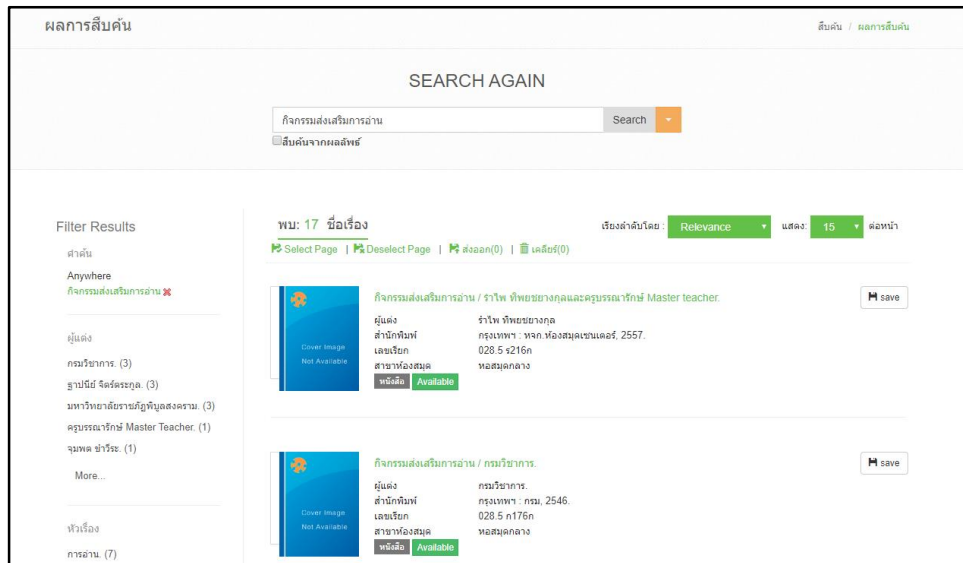 ผลการสืบค้น
สืบค้น / ผลการสืบค้น
SEARCH AGAIN
กิจกรรมส่งเสริมการอ่าน Search
สืบค้นจากผลลัพธ์
Filter Results
คำค้น
Anywhere
กิจกรรมส่งเสริมการอ่าน
ผู้แต่ง
กรมวิชาการ. (3)
ฐาปนีย์ จิตร์ตระกูล. (3)
มหาวิทยาลัยราชภัฏพิบูลสงคราม. (3)
ครูบรรณารักษ์ Master Teacher. (1)
จุมพต ขำวีระ. (1)
More...
หัวเรื่อง
การอ่าน. (7)
พบ: 17 ชื่อเรื่อง
เรียงลำดับโดย : Relevance แสดง: 15 ต่อหน้า
Select Page | Deselect Page | ส่งออก(0) | เคลียร์(0)
Cover Image
Not Available
กิจกรรมส่งเสริมการอ่าน / รำไพ ทิพยชยางกุลและครูบรรณารักษ์ Master teacher.
save
ผู้แต่ง รำไพ ทิพยชยางกุล
สำนักพิมพ์ กรุงเทพฯ : หจก.ห้องสมุดเซนเตอร์, 2557.
เลขเรียก 028.5 ร216ก
สาขาห้องสมุด หอสมุดกลาง
หนังสือ Available
Cover Image
Not Available
กิจกรรมส่งเสริมการอ่าน / กรมวิชาการ.
save
ผู้แต่ง กรมวิชาการ.
สำนักพิมพ์ กรุงเทพฯ : กรม, 2546.
เลขเรียก 028.5 ก176ก
สาขาห้องสมุด หอสมุดกลาง
หนังสือ Available